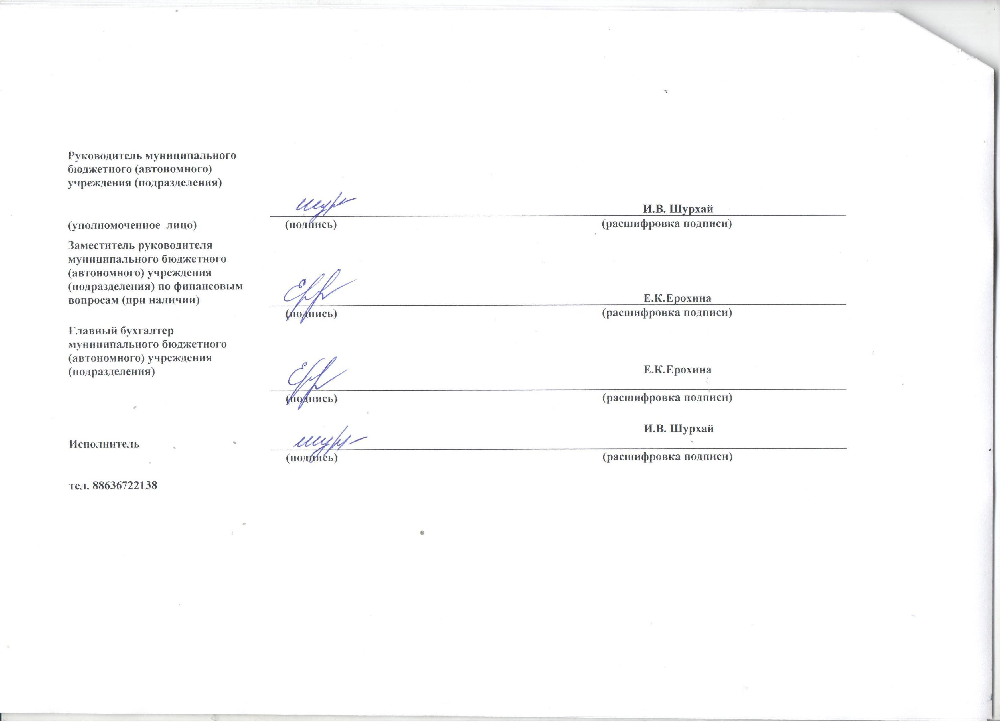 Руководитель муниципального
бюджетного (автономного)
учреждения (подразделения)
И.В. Шурхай
(уполномоченное лицо) (подпись) (расшифровка подписи)
Заместитель руководителя
муниципального бюджетного
(автономного) учреждения
(подразделения) по финансовым
вопросам (при наличии) Е.К.Ерохина
(подпись) (расшифровка подписи)
Главный бухгалтер
муниципального бюджетного
(автономного) учреждения
(подразделения) Е.К.Ерохина
(подпись) (расшифровка подписи)
И.В. Шурхай
Исполнитель
(подпись) (расшифровка подписи)
тел. 88636722138